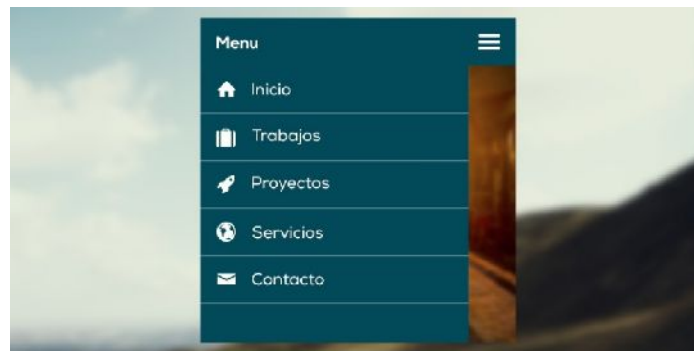 Menu
Inicio
Trabajos
Proyectos
Servicios
Contacto